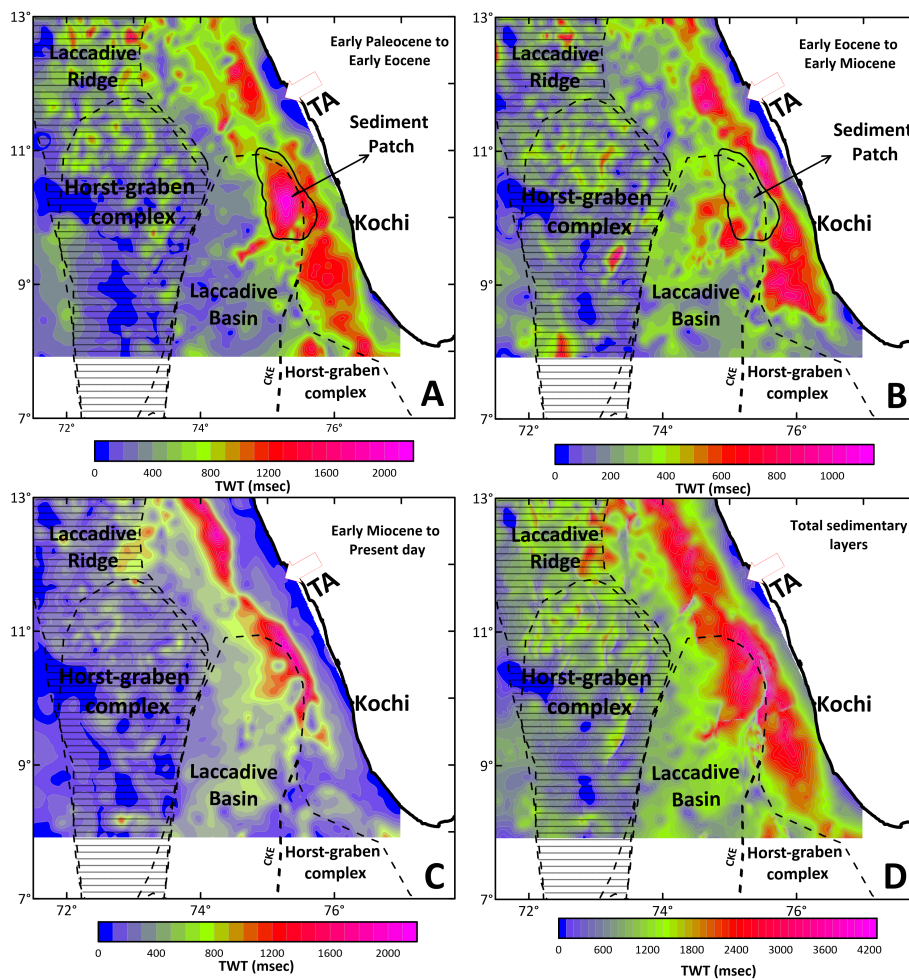 13°
Laccadive
Ridge
Early Paleocene to
Early Eocene
TA
Sediment
Patch
11°
Horst-graben
complex
Kochi
9°
Laccadive
Basin
CKE
Horst-graben
complex
A
7°
72° 74° 76°
0 400 800 1200 1600 2000
TWT (msec)
13°
Laccadive
Ridge
Early Eocene to
Early Miocene
TA
Sediment
Patch
11°
Horst-graben
complex
Kochi
9°
Laccadive
Basin
CKE
Horst-graben
complex
B
7°
72° 74° 76°
0 200 400 600 800 1000
TWT (msec)
13°
Laccadive
Ridge
Early Miocene to
Present day
TA
11°
Horst-graben
complex
Kochi
9°
Laccadive
Basin
CKE
Horst-graben
complex
C
7°
72° 74° 76°
0 400 800 1200 1600 2000
TWT (msec)
13°
Laccadive
Ridge
Total sedimentary
layers
TA
11°
Horst-graben
complex
Kochi
9°
Laccadive
Basin
CKE
Horst-graben
complex
D
7°
72° 74° 76°
0 600 1200 1800 2400 3000 3600 4200
TWT (msec)